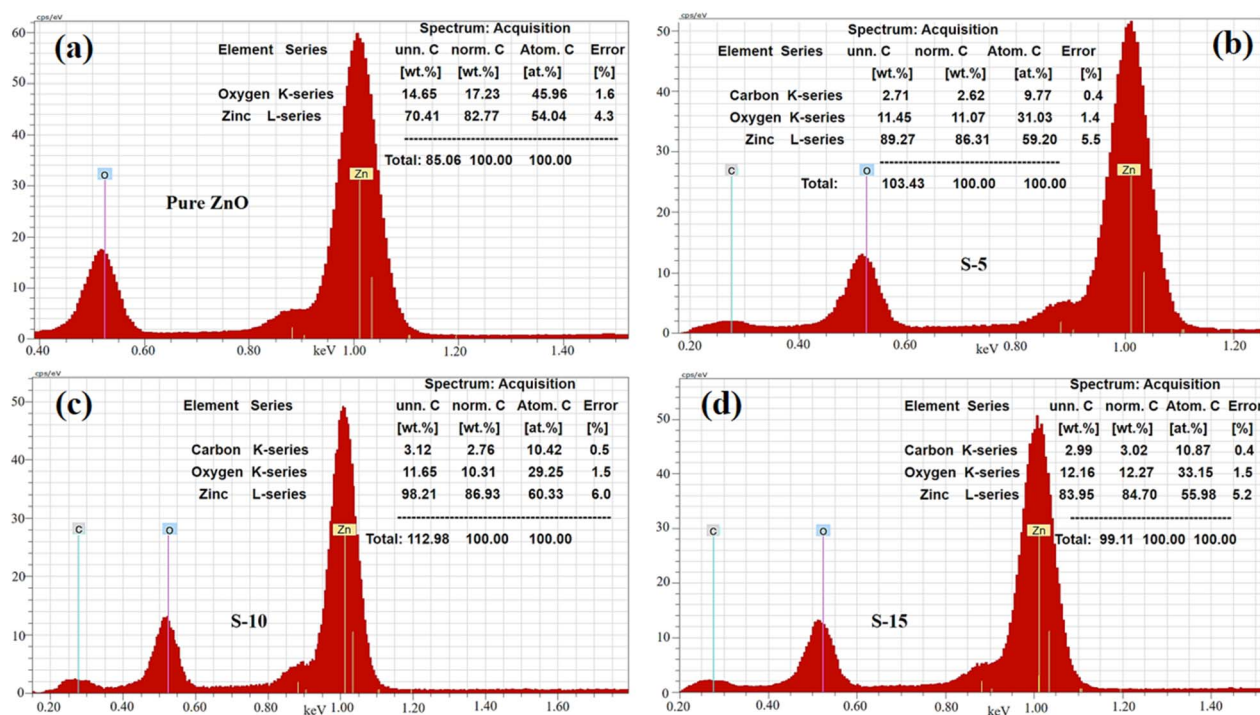 cps/eV
(a)
Spectrum: Acquisition
Element Series unn. C norm. C Atom. C Error
[wt.%] [wt.%] [at.%] [%]
Oxygen K-series 14.65 17.23 45.96 1.6
Zinc L-series 70.41 82.77 54.04 4.3
Total: 85.06 100.00 100.00
O
Zn
Pure ZnO
60
50
40
30
20
10
0
0.40 0.60 0.80 1.00 1.20 1.40
keV
cps/eV
(b)
Spectrum: Acquisition
Element Series unn. C norm. C Atom. C Error
[wt.%] [wt.%] [at.%] [%]
Carbon K-series 2.71 2.62 9.77 0.4
Oxygen K-series 11.45 11.07 31.03 1.4
Zinc L-series 89.27 86.31 59.20 5.5
Total: 103.43 100.00 100.00
C
O
Zn
S-5
50
40
30
20
10
0
0.20 0.40 0.60 0.80 1.00 1.20
keV
cps/eV
(c)
Spectrum: Acquisition
Element Series unn. C norm. C Atom. C Error
[wt.%] [wt.%] [at.%] [%]
Carbon K-series 3.12 2.76 10.42 0.5
Oxygen K-series 11.65 10.31 29.25 1.5
Zinc L-series 98.21 86.93 60.33 6.0
Total: 112.98 100.00 100.00
C
O
Zn
S-10
50
40
30
20
10
0
0.20 0.40 0.60 0.80 1.00 1.20 1.40 1.60
keV
cps/eV
(d)
Spectrum: Acquisition
Element Series unn. C norm. C Atom. C Error
[wt.%] [wt.%] [at.%] [%]
Carbon K-series 2.99 3.02 10.87 0.4
Oxygen K-series 12.16 12.27 33.15 1.5
Zinc L-series 83.95 84.70 55.98 5.2
Total: 99.11 100.00 100.00
C
O
Zn
S-15
50
40
30
20
10
0
0.20 0.40 0.60 0.80 1.00 1.20 1.40
keV